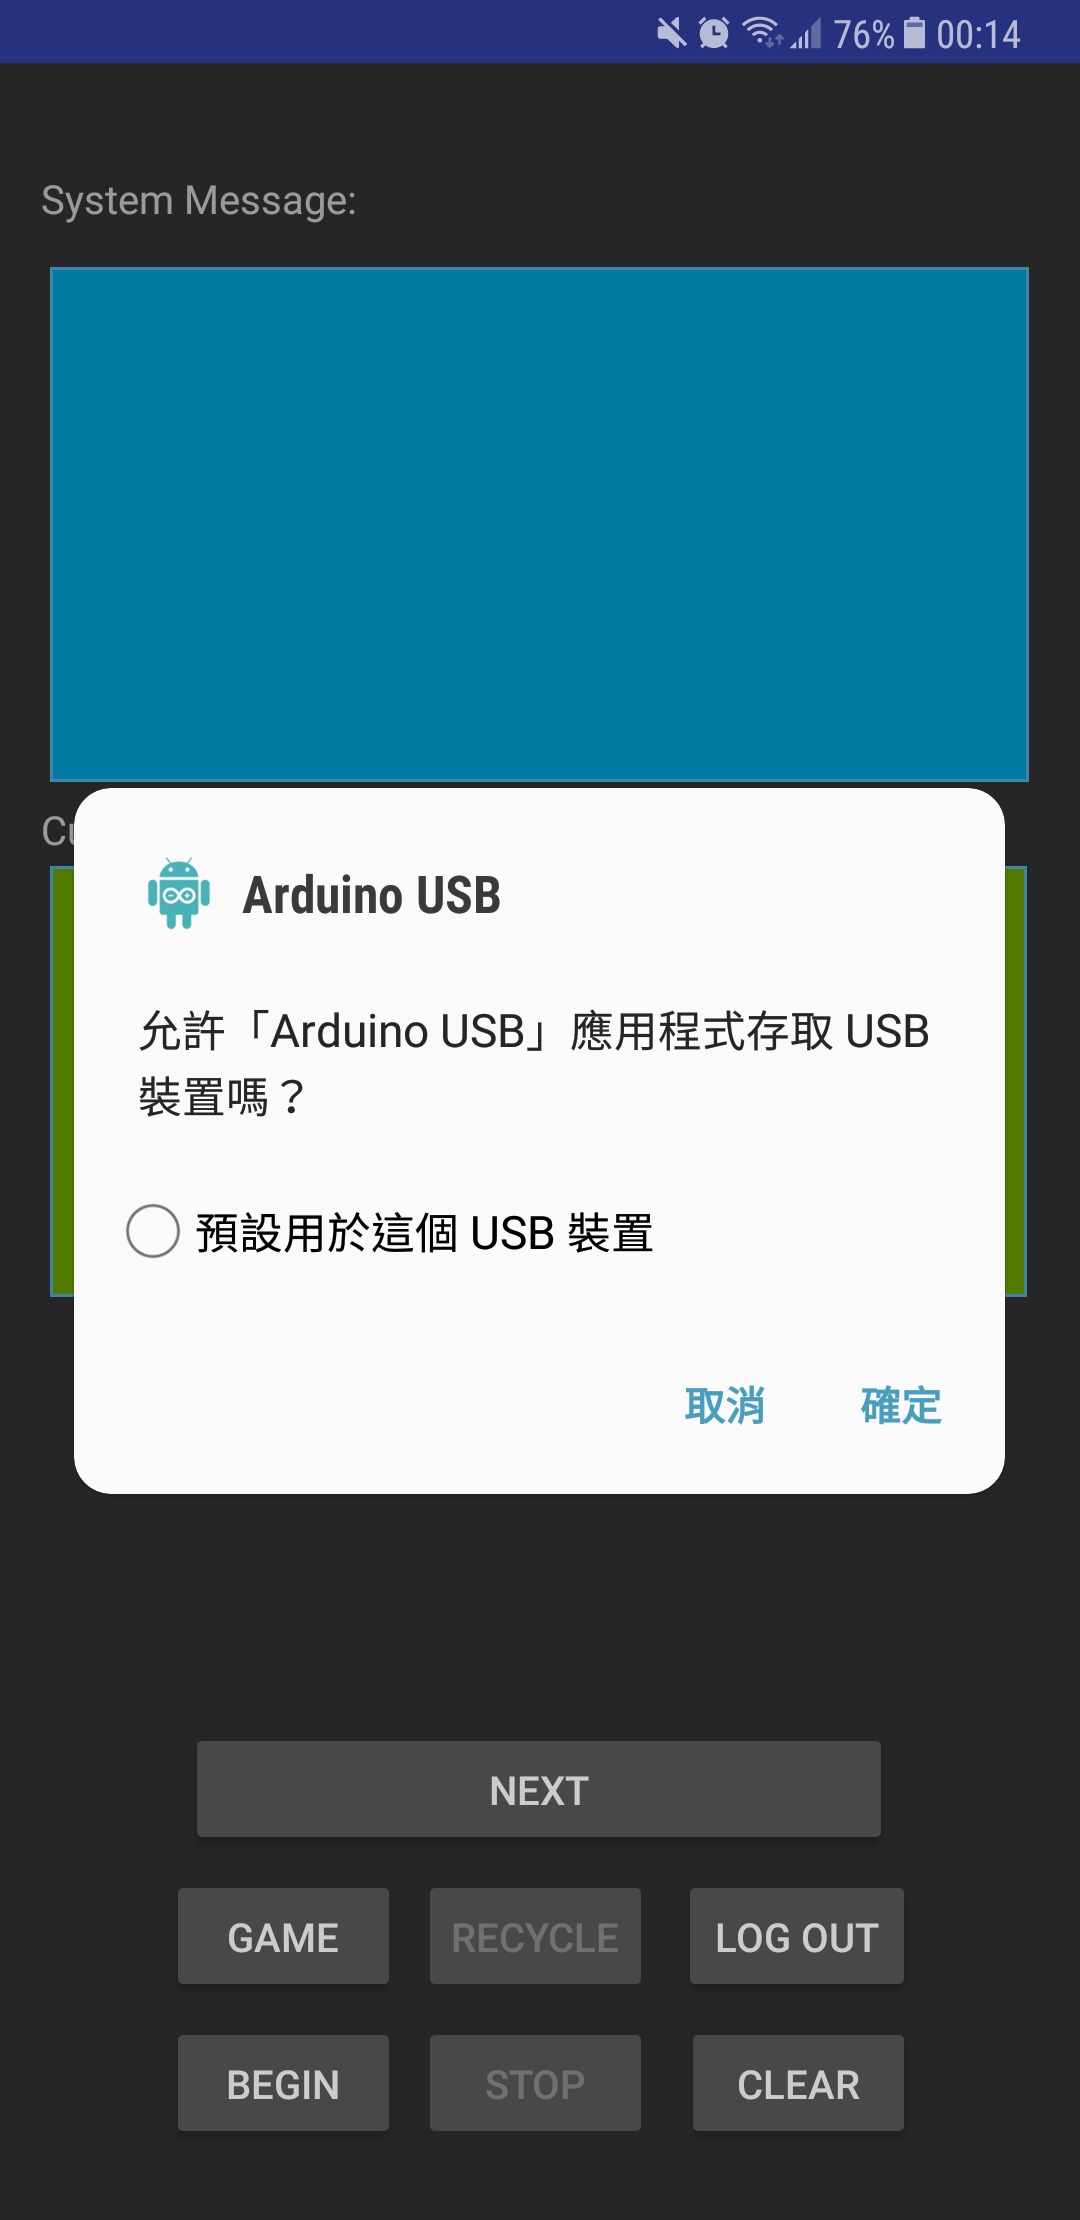 76% 00:14
System Message:
Arduino USB
允許「Arduino USB」應用程式存取 USB
裝置嗎？
預設用於這個 USB 裝置
取消 確定
NEXT
GAME RECYCLE LOG OUT
BEGIN STOP CLEAR